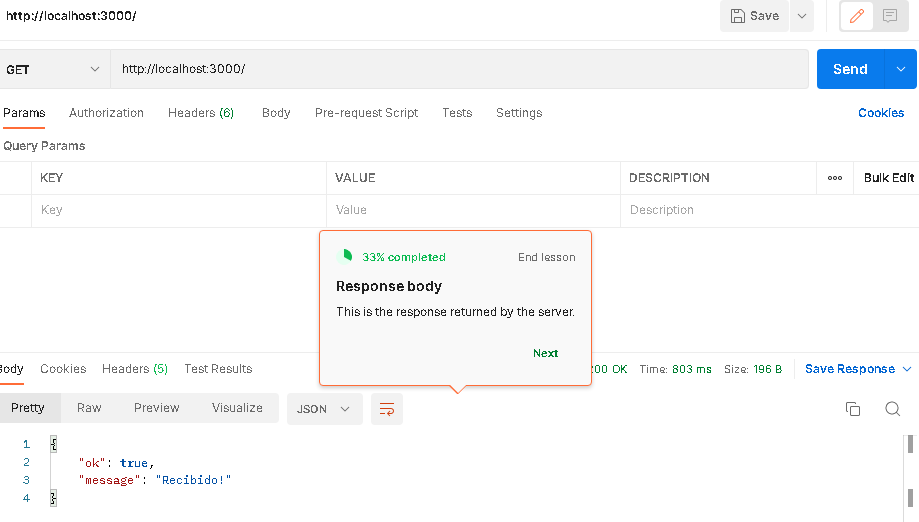 http://localhost:3000/
Save
GET
http://localhost:3000/
Send
Params Authorization Headers (6) Body Pre-request Script Tests Settings Cookies
Query Params
KEY VALUE DESCRIPTION ooo Bulk Edit
Key Value Description
33% completed End lesson
Response body
This is the response returned by the server.
Next
Body Cookies Headers (5) Test Results 200 OK Time: 803 ms Size: 196 B Save Response
Pretty Raw Preview Visualize JSON
1 {
2 "ok": true,
3 "message": "Recibido!"
4 }